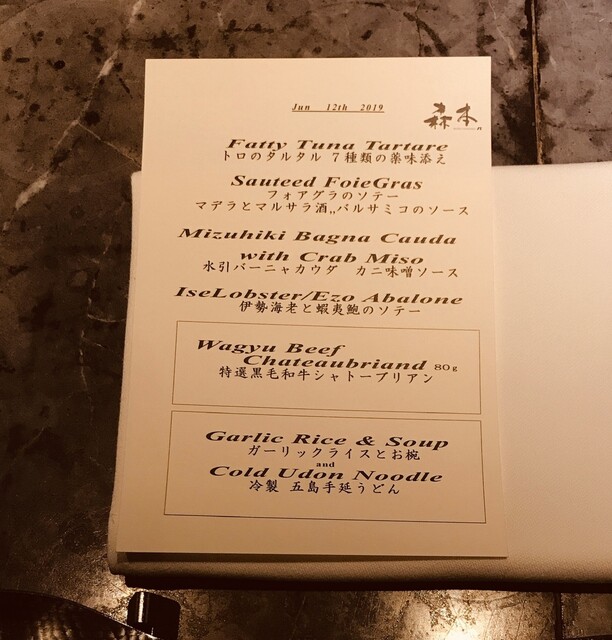 Jun 12th 2019
森本
Fatty Tuna Tartare
トロのタルタル 7種類の薬味添え
Sauteed FoieGras
フォアグラのソテー
マデラとマルサラ酒,,バルサミコのソース
Mizuhiki Bagna Cauda
with Crab Miso
水引バーニャカウダ カニ味噌ソース
IseLobster/Ezo Abalone
伊勢海老と蝦夷鮑のソテー
Wagyu Beef
Chateaubriand 80g
特選黒毛和牛シャトーブリアン
Garlic Rice & Soup
ガーリックライスとお椀
and
Cold Udon Noodle
冷製 五島手延うどん